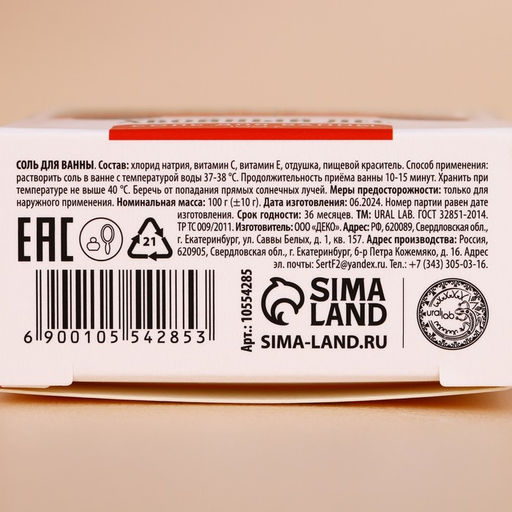 СОЛЬ ДЛЯ ВАННЫ. Состав: хлорид натрия, витамин С, витамин Е, отдушка, пищевой краситель. Способ применения:
растворить соль в ванне с температурой воды 37-38 °C. Продолжительность приёма ванны 10-15 минут. Хранить при
температуре не выше 40 °C. Беречь от попадания прямых солнечных лучей. Меры предосторожности: только для
наружного применения. Номинальная масса: 100 г (±10 г). Дата изготовления: 06.2024. Номер партии равен дате
изготовления. Срок годности: 36 месяцев. ТМ: URAL LAB. ГОСТ 32851-2014.
ТР ТС 009/2011. Изготовитель: ООО «ДЕКО». Адрес: РФ, 620089, Свердловская обл.,
г. Екатеринбург, ул. Саввы Белых, д. 1, кв. 157. Адрес производства: Россия,
620905, Свердловская обл., г. Екатеринбург, б-р Петра Кожемяко, д. 16. Адрес
эл. почты: SertF2@yandex.ru. Тел.: +7 (343) 305-03-16.
EAC
21
6 900105 542853
Арт.: 10554285
SIMA
LAND
SIMA-LAND.RU
ural lab